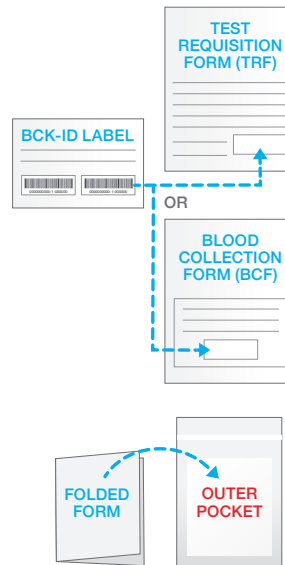 TEST
REQUISITION
FORM (TRF)
BCK-ID LABEL
OR
BLOOD
COLLECTION
FORM (BCF)
FOLDED
FORM
OUTER
POCKET